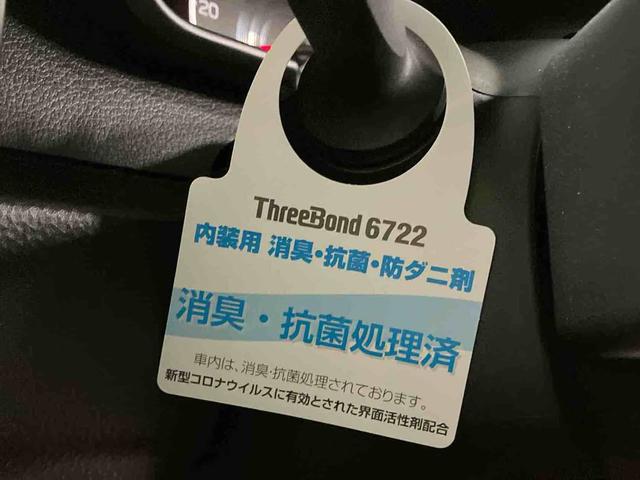 20
ThreeBond 6722
内装用 消臭・抗菌・防ダニ剤
消臭・抗菌処理済
車内は、消臭・抗菌処理されております。
新型コロナウイルスに有効とされた界面活性剤配合